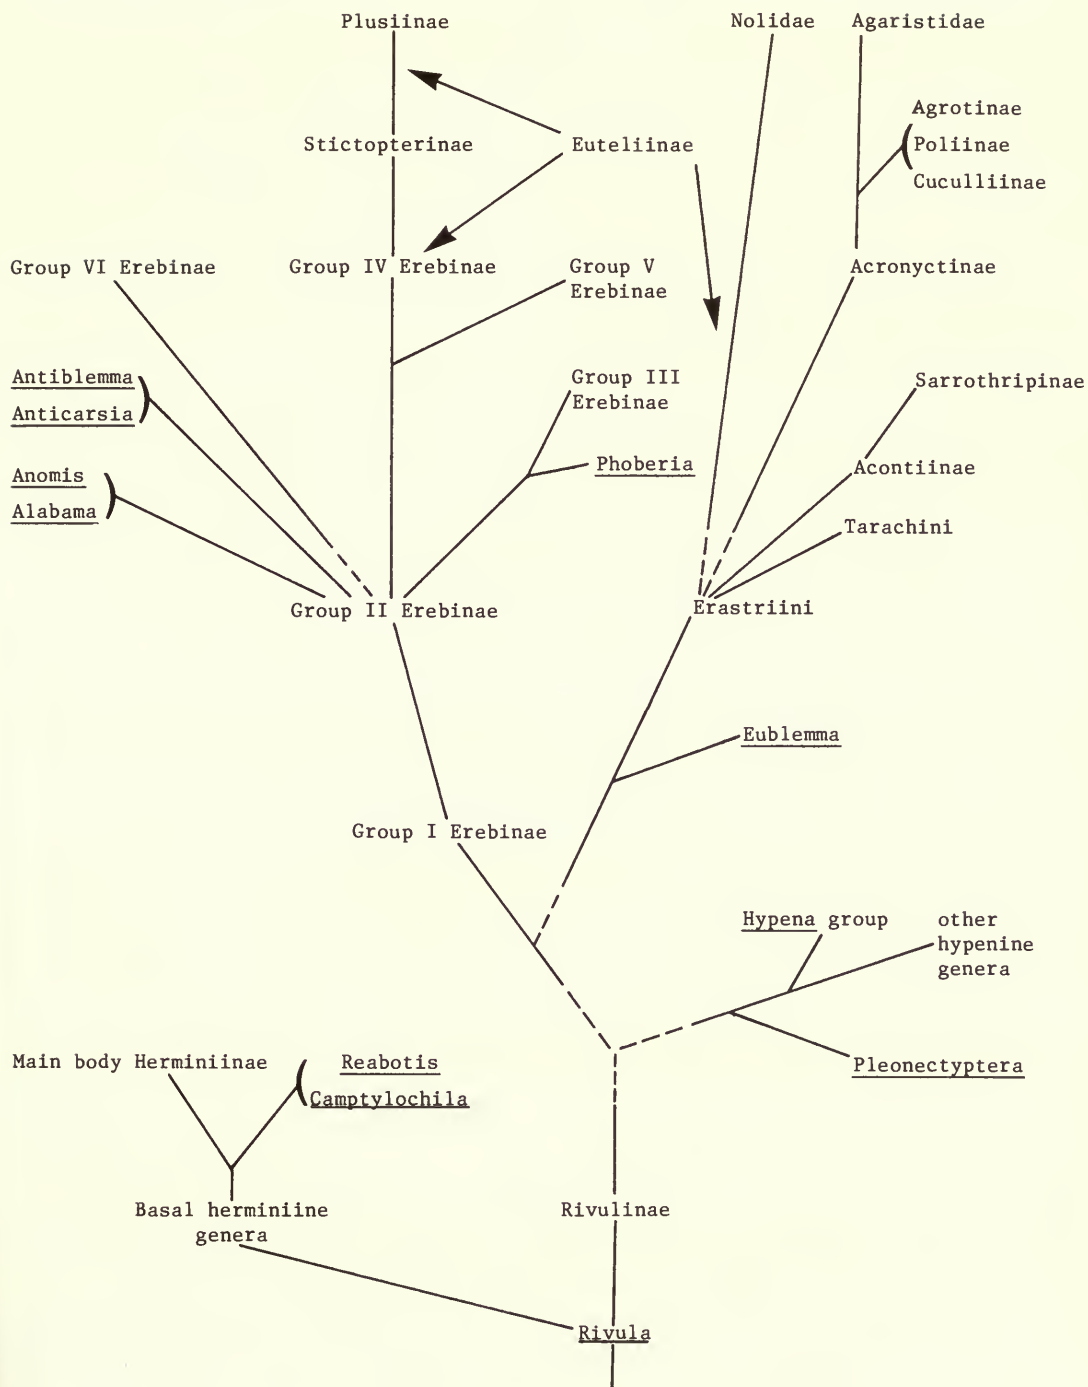 Plusiinae
Nolidae
Agaristidae
Agrotinae
Stictopterinae
Euteliinae
Poliinae
Cuculliinae
Group VI Erebinae
Group IV Erebinae
Group V
Erebinae
Acronyctinae
Antiblemma
Anticarsia
Group III
Erebinae
Sarrothripinae
Anomis
Alabama
Phoberia
Acontiinae
Tarachini
Group II Erebinae
Erastriini
Eublemma
Group I Erebinae
Hypena group
other
hypenine
genera
Main body Herminiinae
Reabotis
Camptylochila
Pleonectyptera
Basal herminiine
genera
Rivulinae
Rivula